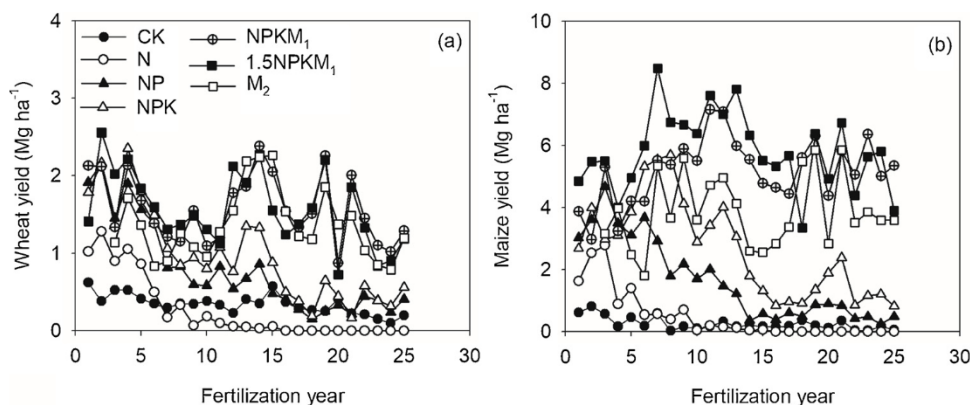 (a)
CK
N
NP
NPK
NPKM₁
1.5NPKM₁
M₂
Wheat yield (Mg ha⁻¹)
4
3
2
1
0
0 5 10 15 20 25 30
Fertilization year
(b)
Maize yield (Mg ha⁻¹)
10
8
6
4
2
0
0 5 10 15 20 25 30
Fertilization year